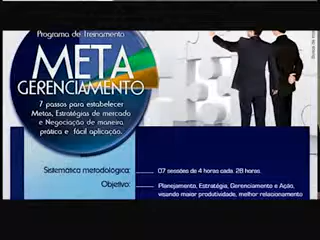 Programa de Treinamento
META
GERENCIAMENTO
7 passos para estabelecer
Metas, Estratégias de mercado
e Negociação de maneira
prática e fácil aplicação.
Sistemática metodológica: 07 sessões de 4 horas cada. 28 horas.
Objetivo: Planejamento, Estratégia, Gerenciamento e Ação,
visando maior produtividade, melhor relacionamento